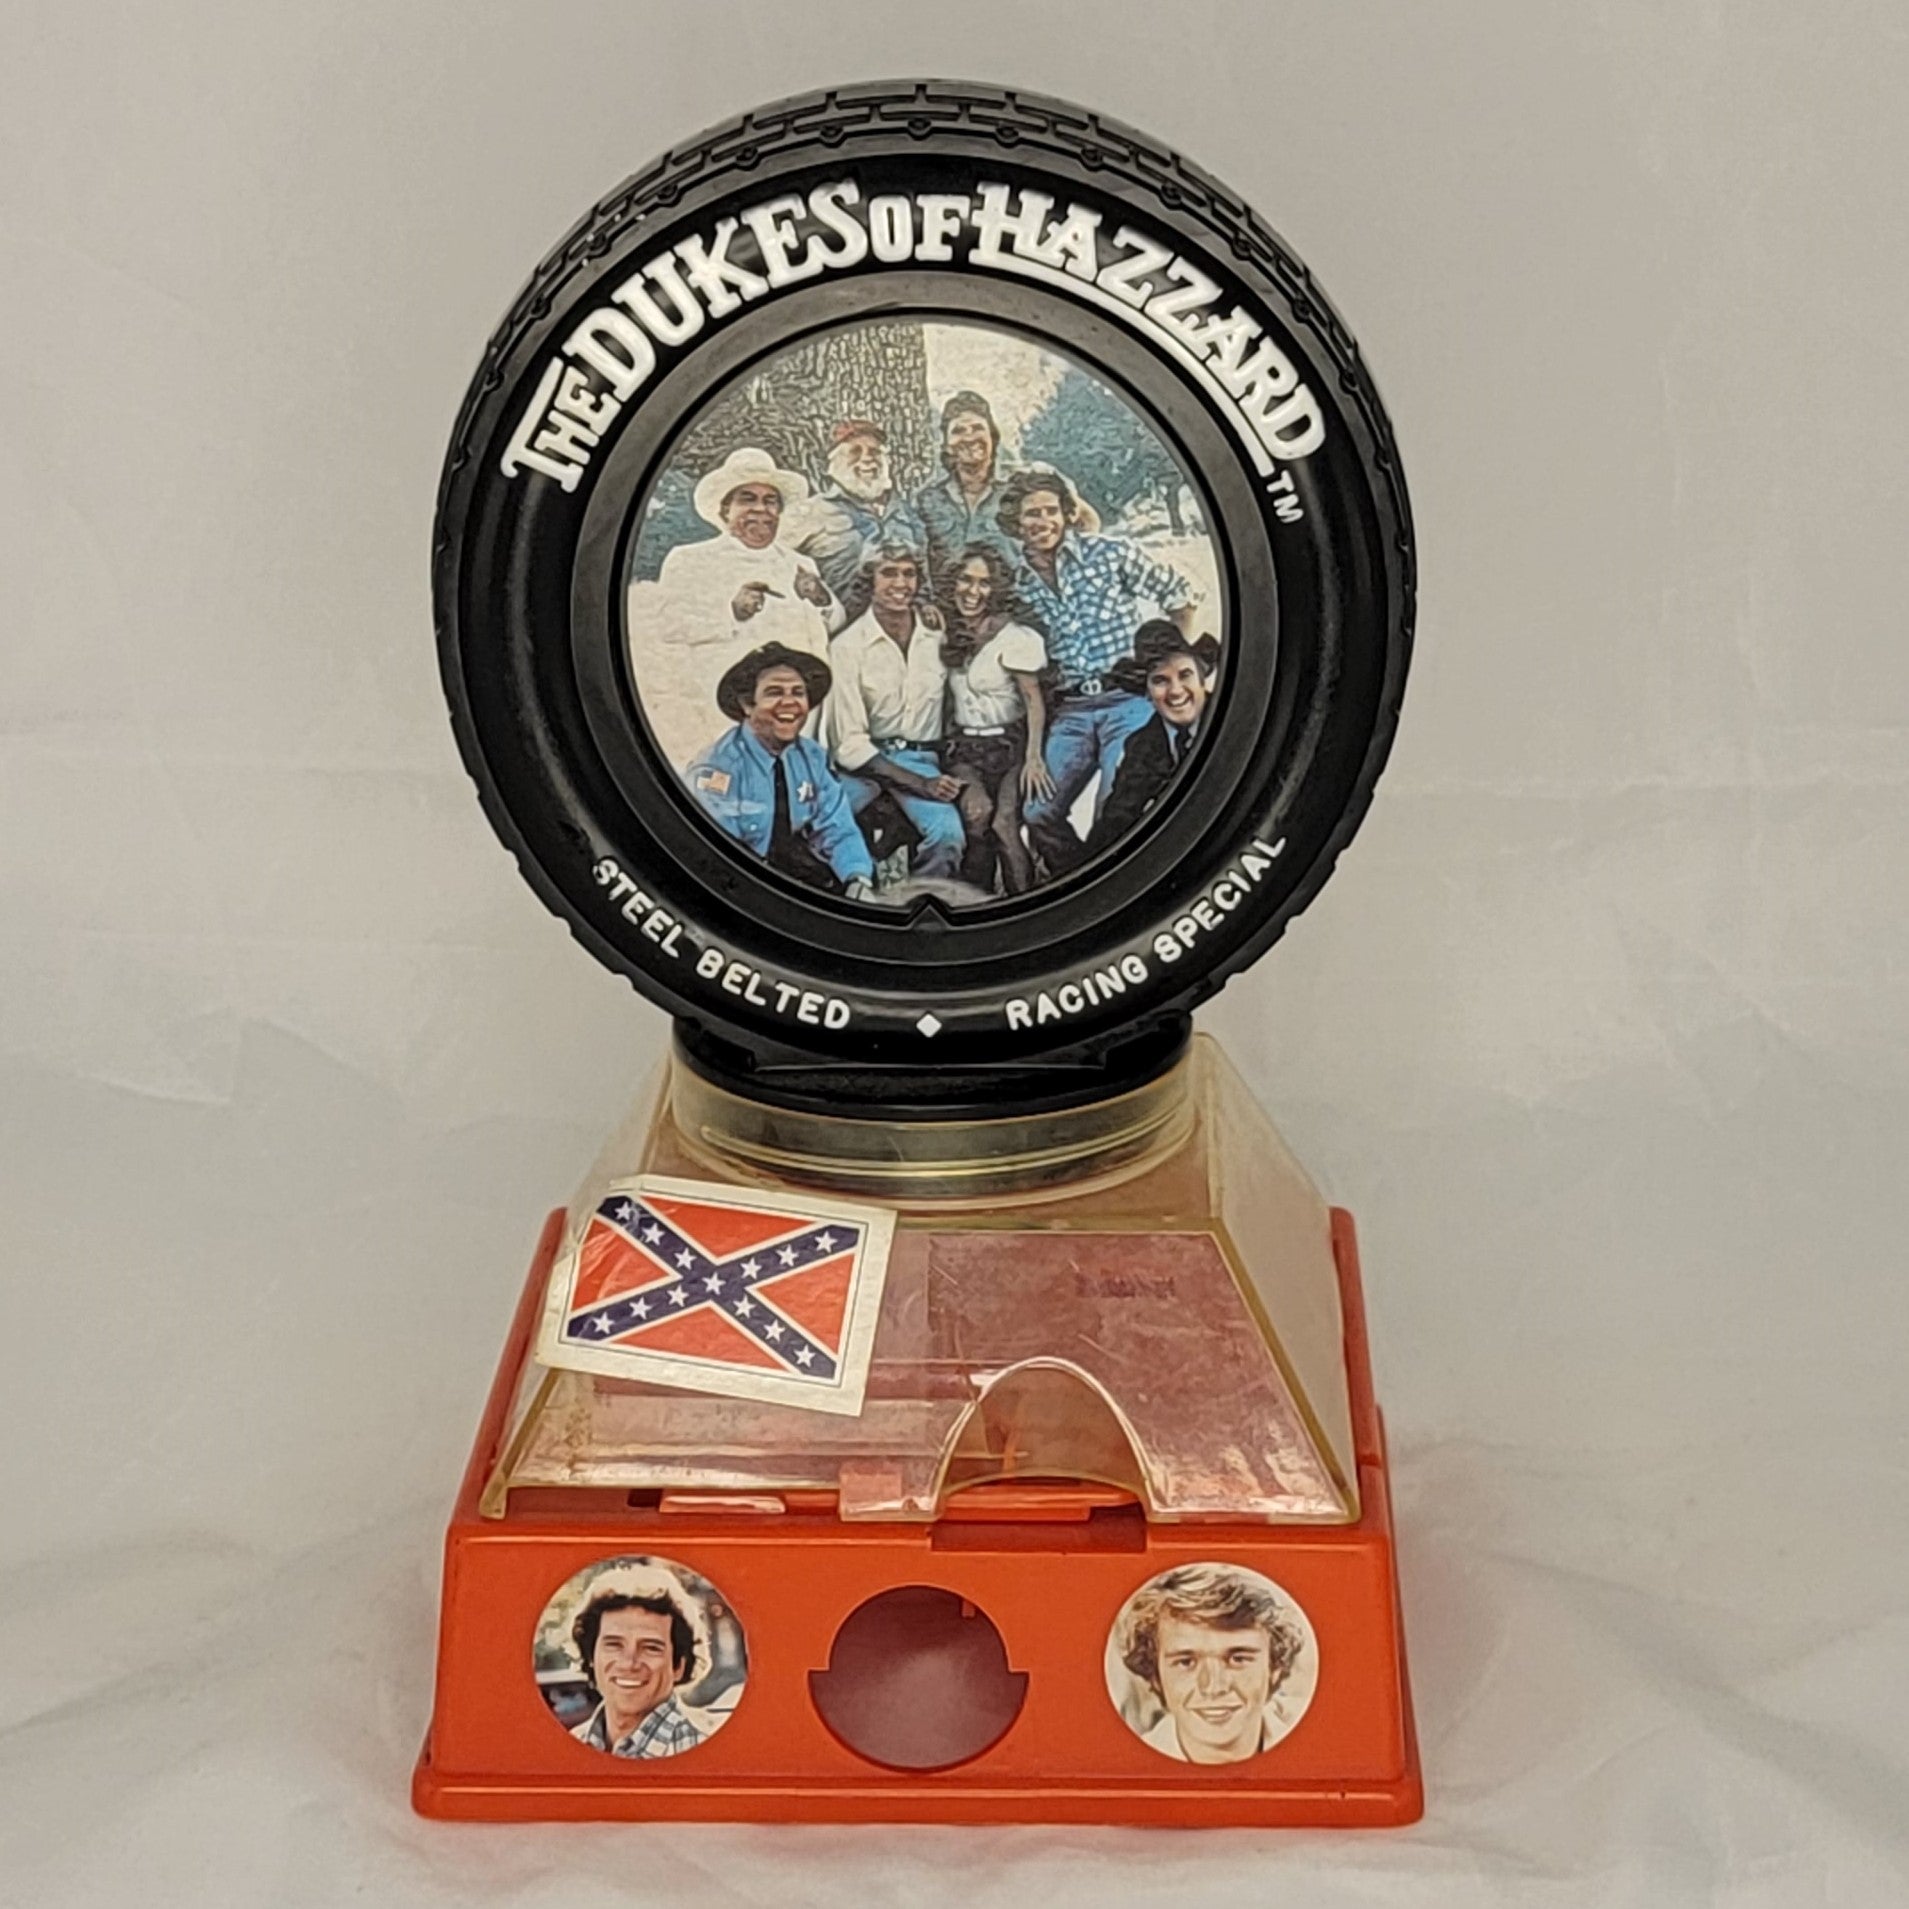 THE DUKES OF HAZZARD TM
STEEL BELTED ◆ RACING SPECIAL